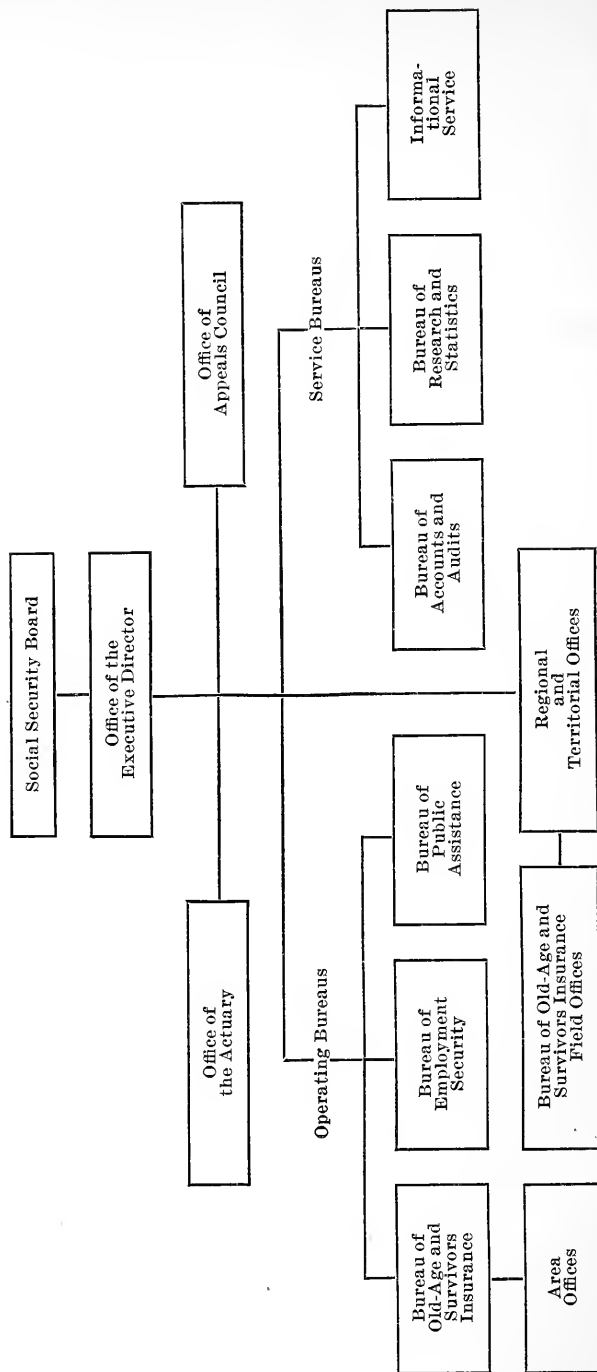 Social Security Board
Office of the
Executive Director
Office of
the Actuary
Office of
Appeals Council
Operating Bureaus
Service Bureaus
Bureau of
Old-Age and
Survivors
Insurance
Bureau of
Employment
Security
Bureau of
Public
Assistance
Bureau of
Accounts and
Audits
Bureau of
Research and
Statistics
Informa-
tional
Service
Area
Offices
Bureau of Old-Age and
Survivors Insurance
Field Offices
Regional
and
Territorial Offices